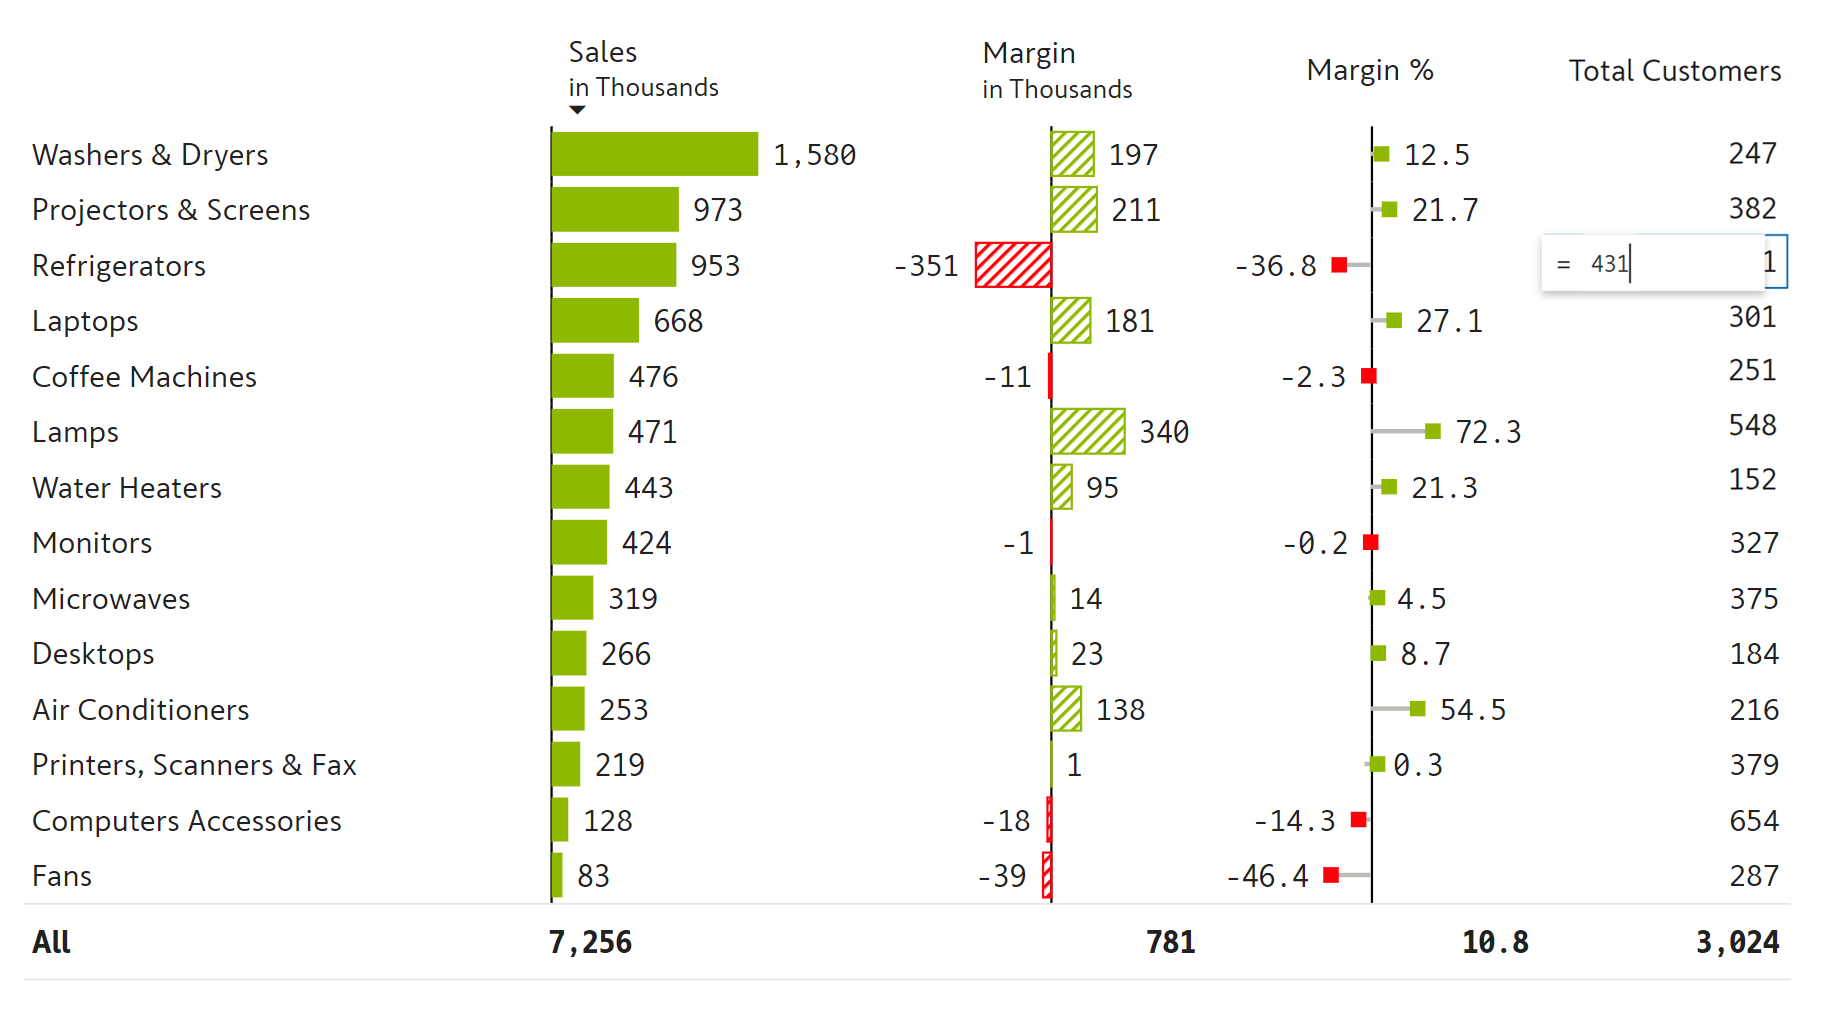 Sales
in Thousands
Margin
in Thousands
Margin %
Total Customers
Washers & Dryers 1,580 197 12.5 247
Projectors & Screens 973 211 21.7 382
Refrigerators 953 -351 -36.8 = 431 1
Laptops 668 181 27.1 301
Coffee Machines 476 -11 -2.3 251
Lamps 471 340 72.3 548
Water Heaters 443 95 21.3 152
Monitors 424 -1 -0.2 327
Microwaves 319 14 4.5 375
Desktops 266 23 8.7 184
Air Conditioners 253 138 54.5 216
Printers, Scanners & Fax 219 1 0.3 379
Computers Accessories 128 -18 -14.3 654
Fans 83 -39 -46.4 287
All 7,256 781 10.8 3,024